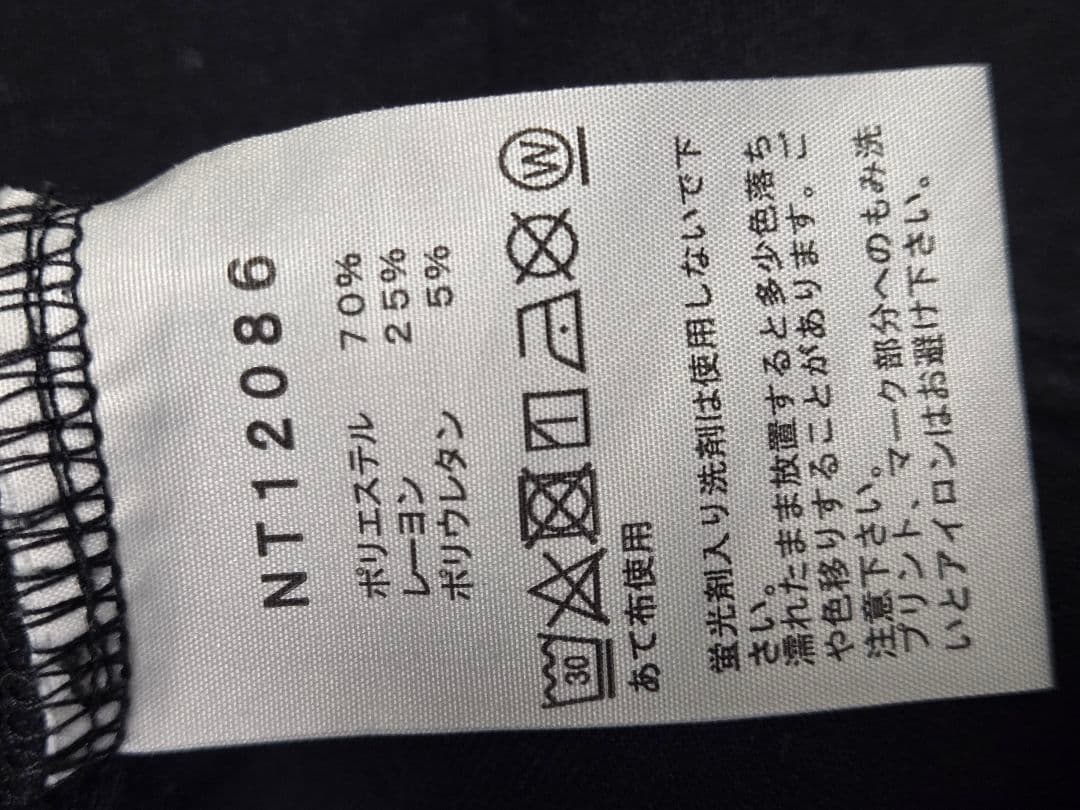 NT12086
ポリエステル 70%
レーヨン 25%
ポリウレタン 5%
30 W
あて布使用
蛍光剤入り洗剤は使用しないで下
さい。
濡れたまま放置すると多少色落ち
や色移りすることがあります。ご
注意下さい。
プリント、マーク部分へのもみ洗
いとアイロンはお避け下さい。